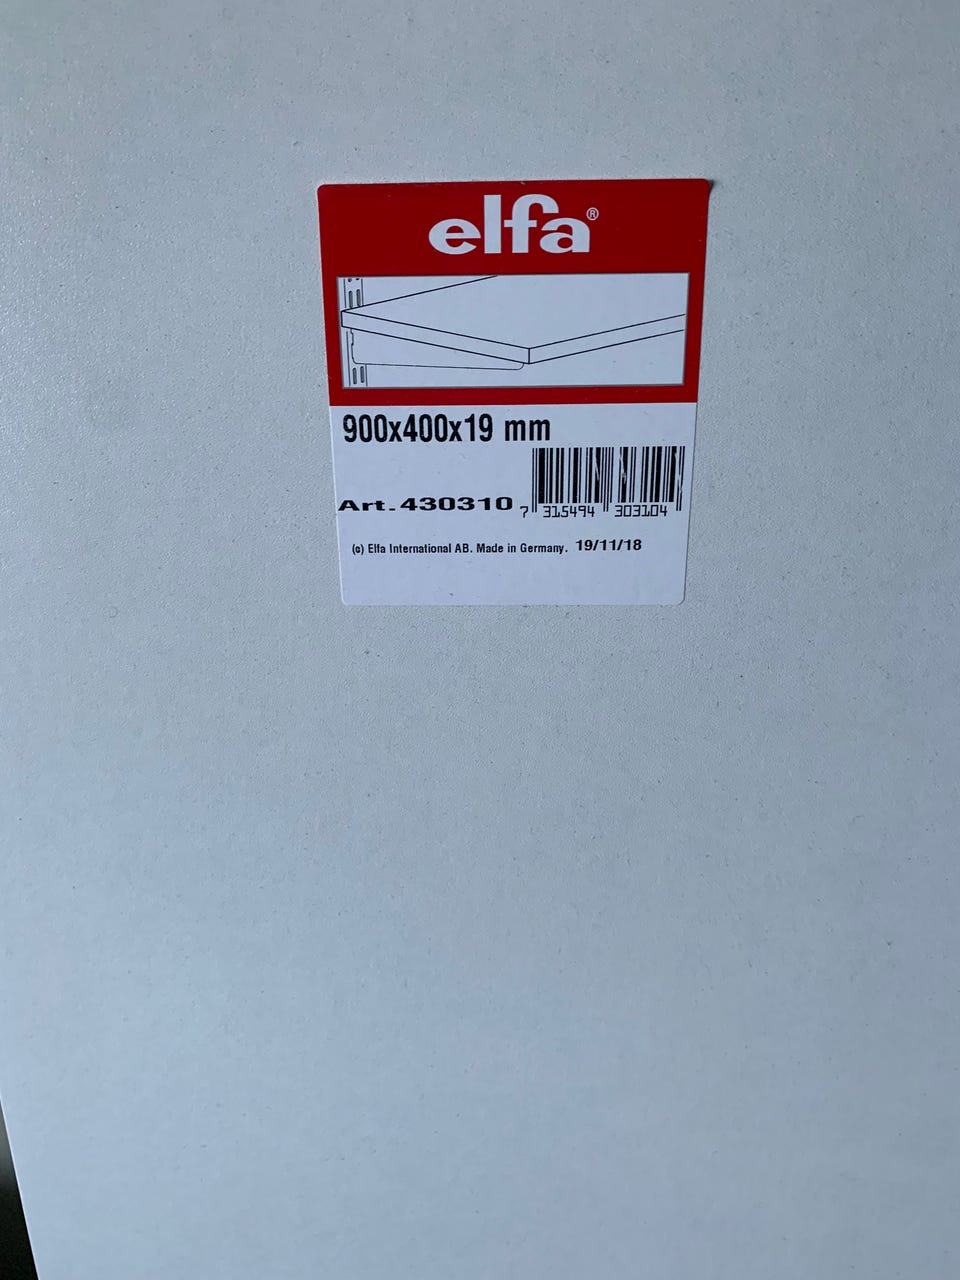 elfa®
900x400x19 mm
Art. 430310
7 315494 303104
(c) Elfa International AB. Made in Germany. 19/11/18